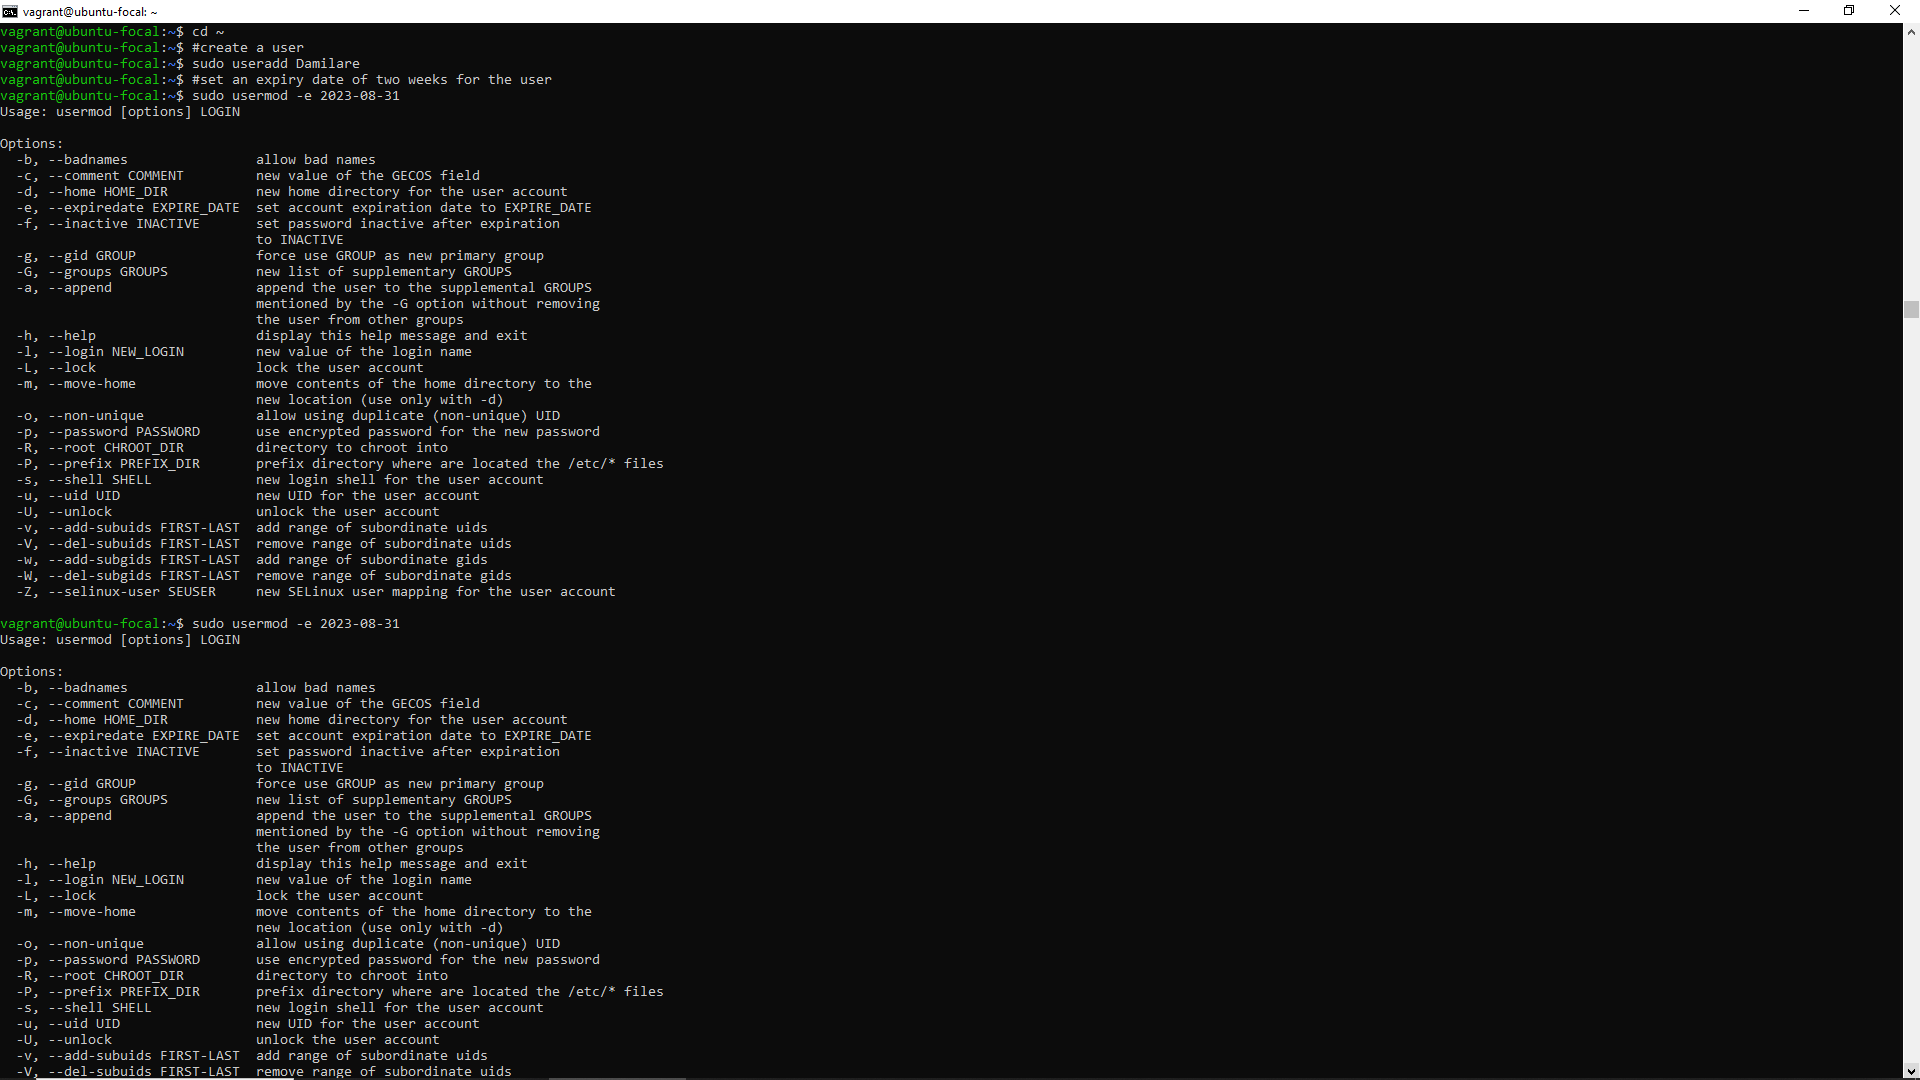 vagrant@ubuntu-focal: ~
vagrant@ubuntu-focal:~$ cd ~
vagrant@ubuntu-focal:~$ #create a user
vagrant@ubuntu-focal:~$ sudo useradd Damilare
vagrant@ubuntu-focal:~$ #set an expiry date of two weeks for the user
vagrant@ubuntu-focal:~$ sudo usermod -e 2023-08-31
Usage: usermod [options] LOGIN

Options:
  -b, --badnames                allow bad names
  -c, --comment COMMENT         new value of the GECOS field
  -d, --home HOME_DIR           new home directory for the user account
  -e, --expiredate EXPIRE_DATE  set account expiration date to EXPIRE_DATE
  -f, --inactive INACTIVE       set password inactive after expiration
                                to INACTIVE
  -g, --gid GROUP               force use GROUP as new primary group
  -G, --groups GROUPS           new list of supplementary GROUPS
  -a, --append                  append the user to the supplemental GROUPS
                                mentioned by the -G option without removing
                                the user from other groups
  -h, --help                    display this help message and exit
  -l, --login NEW_LOGIN         new value of the login name
  -L, --lock                    lock the user account
  -m, --move-home               move contents of the home directory to the
                                new location (use only with -d)
  -o, --non-unique              allow using duplicate (non-unique) UID
  -p, --password PASSWORD       use encrypted password for the new password
  -R, --root CHROOT_DIR         directory to chroot into
  -P, --prefix PREFIX_DIR       prefix directory where are located the /etc/* files
  -s, --shell SHELL             new login shell for the user account
  -u, --uid UID                 new UID for the user account
  -U, --unlock                  unlock the user account
  -v, --add-subuids FIRST-LAST  add range of subordinate uids
  -V, --del-subuids FIRST-LAST  remove range of subordinate uids
  -w, --add-subgids FIRST-LAST  add range of subordinate gids
  -W, --del-subgids FIRST-LAST  remove range of subordinate gids
  -Z, --selinux-user SEUSER     new SELinux user mapping for the user account

vagrant@ubuntu-focal:~$ sudo usermod -e 2023-08-31
Usage: usermod [options] LOGIN

Options:
  -b, --badnames                allow bad names
  -c, --comment COMMENT         new value of the GECOS field
  -d, --home HOME_DIR           new home directory for the user account
  -e, --expiredate EXPIRE_DATE  set account expiration date to EXPIRE_DATE
  -f, --inactive INACTIVE       set password inactive after expiration
                                to INACTIVE
  -g, --gid GROUP               force use GROUP as new primary group
  -G, --groups GROUPS           new list of supplementary GROUPS
  -a, --append                  append the user to the supplemental GROUPS
                                mentioned by the -G option without removing
                                the user from other groups
  -h, --help                    display this help message and exit
  -l, --login NEW_LOGIN         new value of the login name
  -L, --lock                    lock the user account
  -m, --move-home               move contents of the home directory to the
                                new location (use only with -d)
  -o, --non-unique              allow using duplicate (non-unique) UID
  -p, --password PASSWORD       use encrypted password for the new password
  -R, --root CHROOT_DIR         directory to chroot into
  -P, --prefix PREFIX_DIR       prefix directory where are located the /etc/* files
  -s, --shell SHELL             new login shell for the user account
  -u, --uid UID                 new UID for the user account
  -U, --unlock                  unlock the user account
  -v, --add-subuids FIRST-LAST  add range of subordinate uids
  -V, --del-subuids FIRST-LAST  remove range of subordinate uids